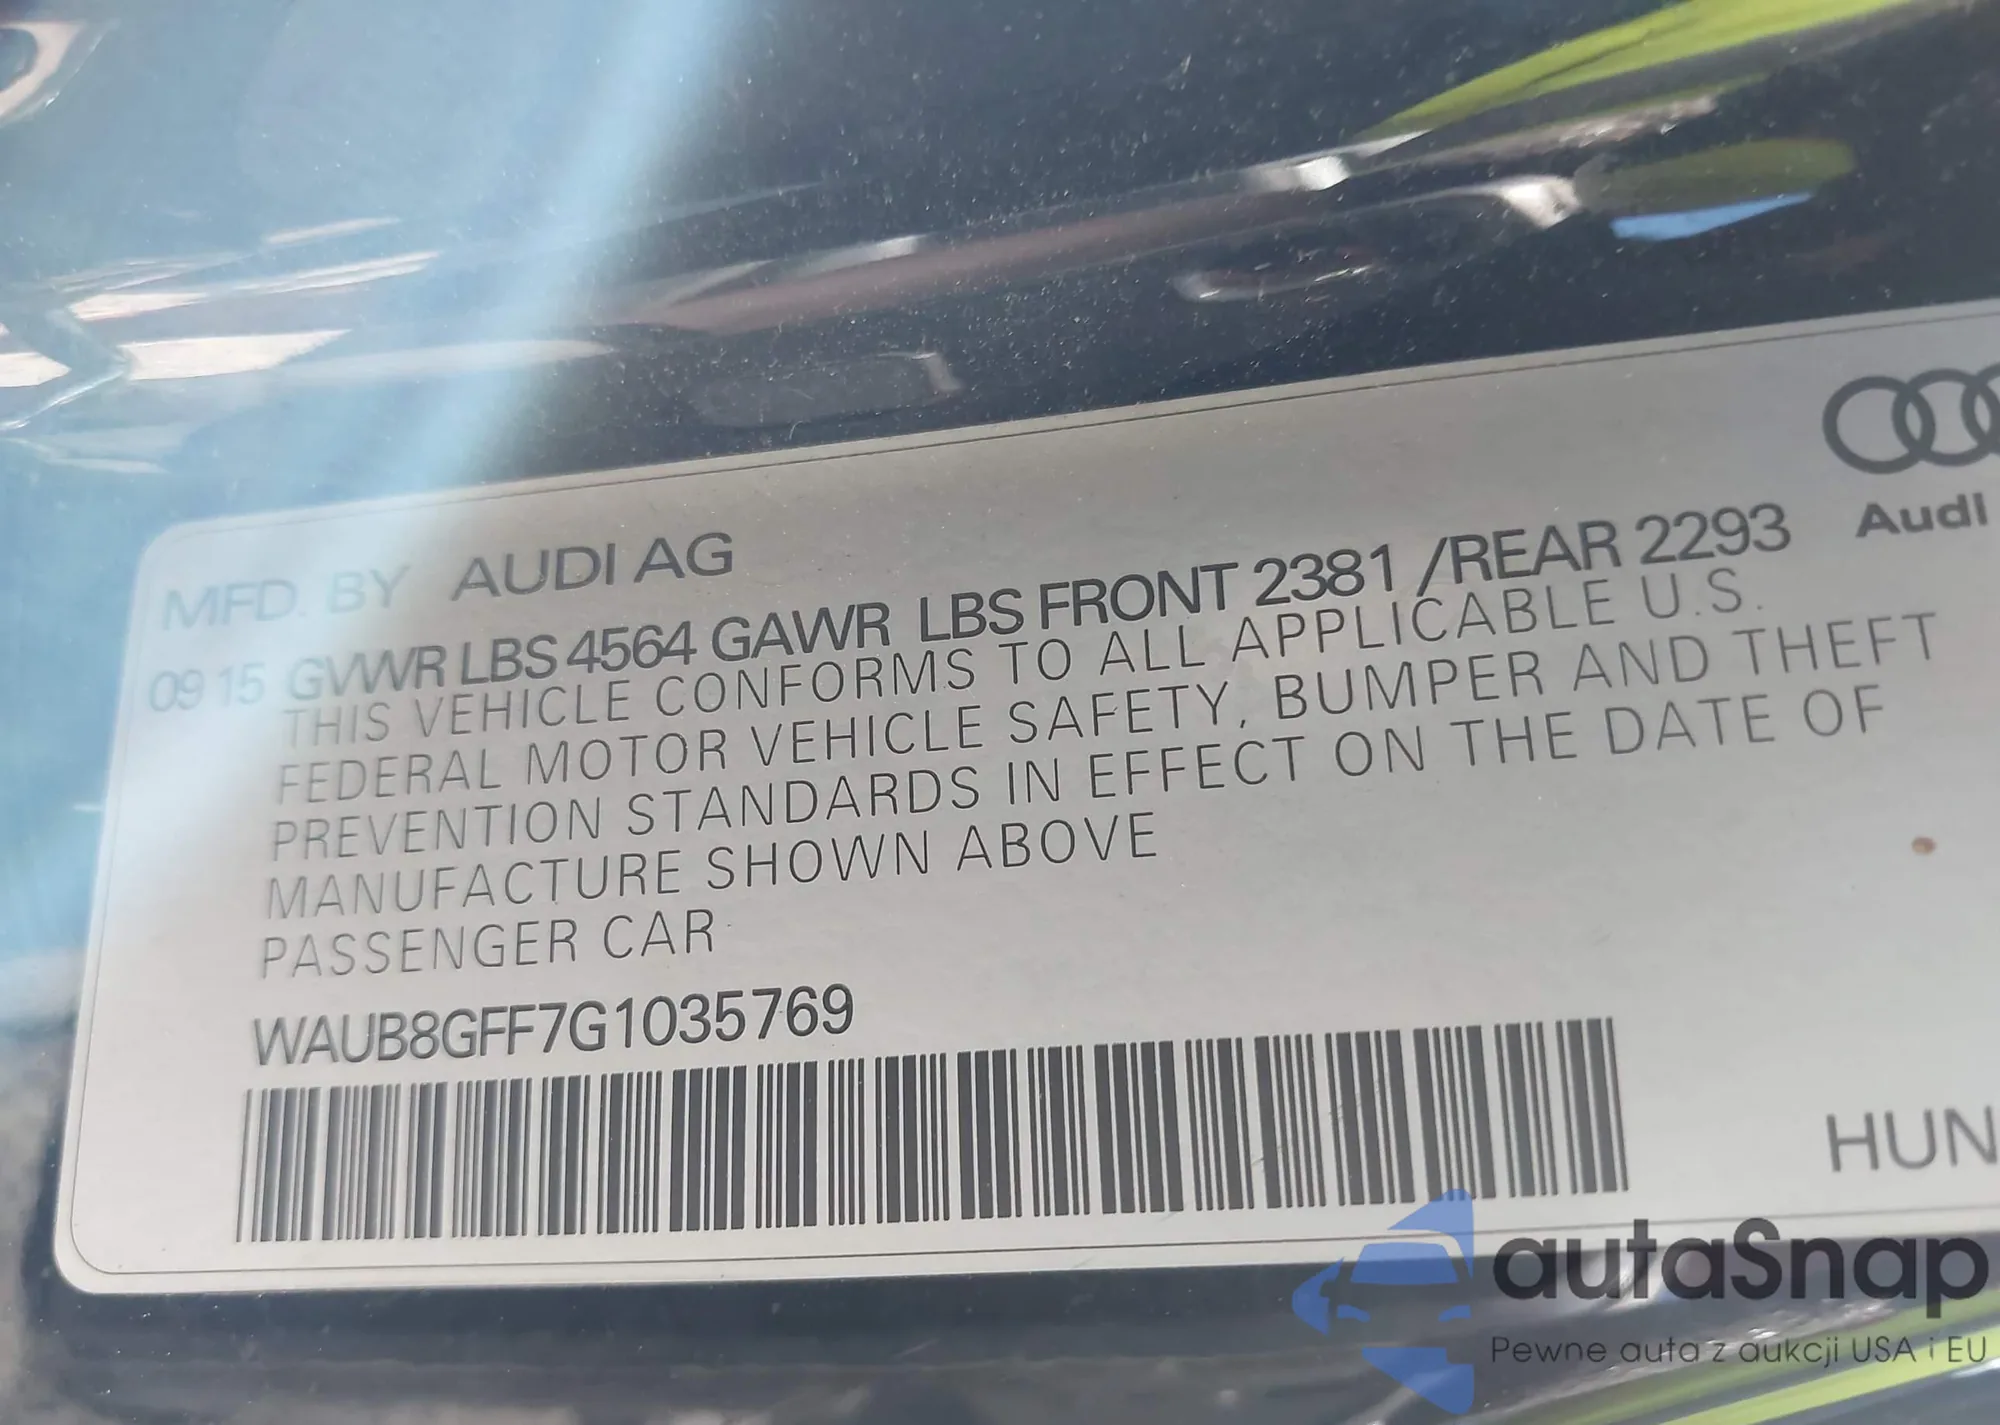 Audi
MFD. BY AUDI AG
09 15 GVWR LBS 4564 GAWR LBS FRONT 2381 /REAR 2293
THIS VEHICLE CONFORMS TO ALL APPLICABLE U.S.
FEDERAL MOTOR VEHICLE SAFETY, BUMPER AND THEFT
PREVENTION STANDARDS IN EFFECT ON THE DATE OF
MANUFACTURE SHOWN ABOVE
PASSENGER CAR
WAUB8GFF7G1035769
HUN
autaSnap
Pewne auta z aukcji USA i EU